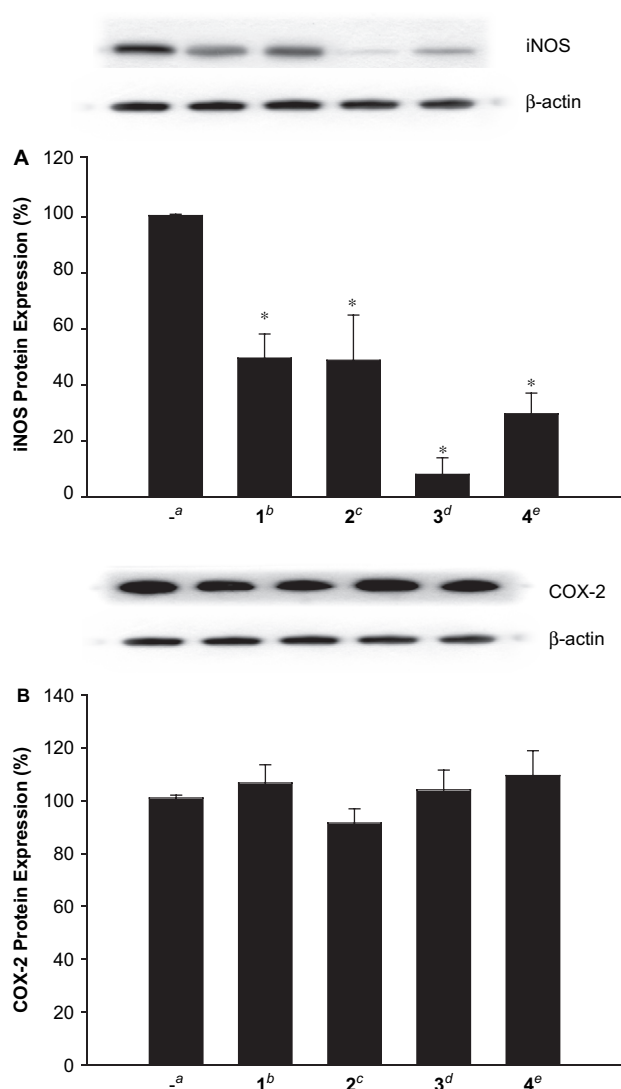 iNOS
β-actin
A
120
100
80
60
40
20
0
iNOS Protein Expression (%)
*
*
*
*
-a 1b 2c 3d 4e
COX-2
β-actin
B
140
120
100
80
60
40
20
0
COX-2 Protein Expression (%)
-a 1b 2c 3d 4e